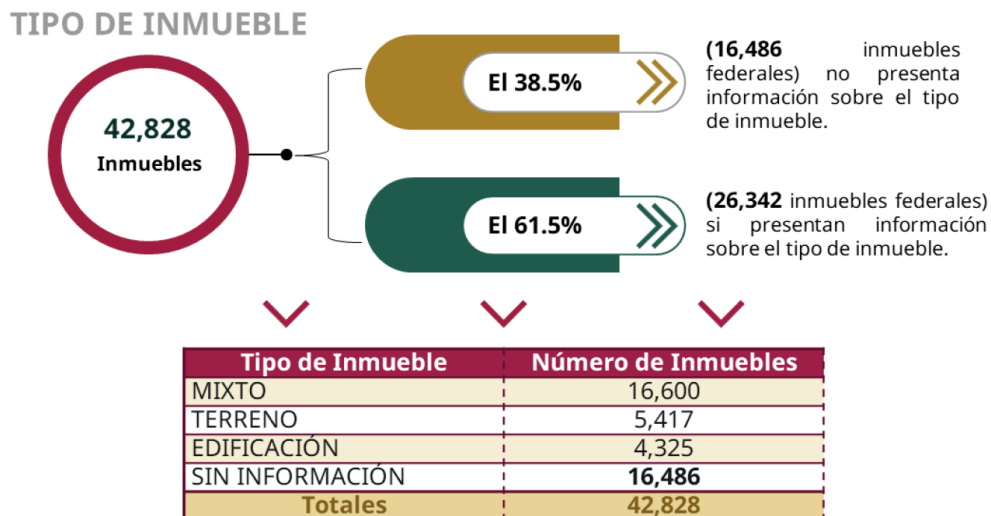 TIPO DE INMUEBLE
42,828
Inmuebles
El 38.5%
(16,486 inmuebles
federales) no presenta
información sobre el tipo
de inmueble.
El 61.5%
(26,342 inmuebles federales)
si presentan información
sobre el tipo de inmueble.
Tipo de Inmueble Número de Inmuebles
MIXTO 16,600
TERRENO 5,417
EDIFICACIÓN 4,325
SIN INFORMACIÓN 16,486
Totales 42,828